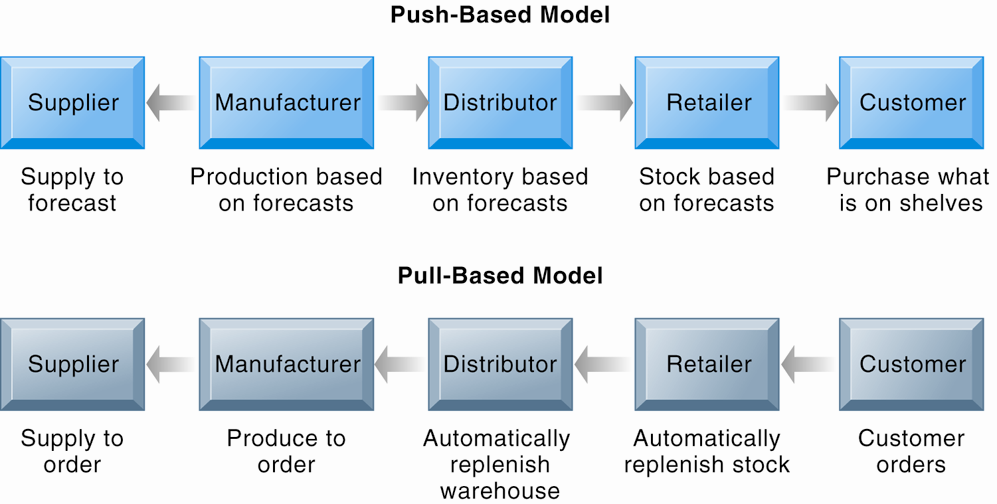 Push-Based Model
Supplier Manufacturer Distributor Retailer Customer
Supply to Production based Inventory based Stock based Purchase what
forecast on forecasts on forecasts on forecasts is on shelves
Pull-Based Model
Supplier Manufacturer Distributor Retailer Customer
Supply to Produce to Automatically Automatically Customer
order order replenish replenish stock orders
warehouse